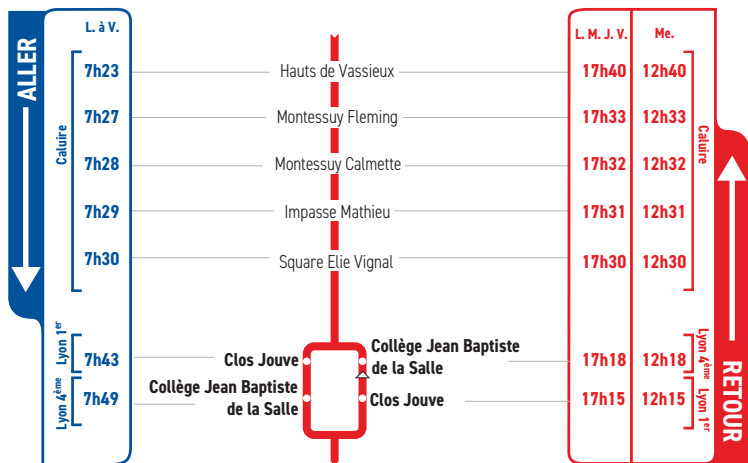 ALLER
L. à V.
L. M. J. V. Me.
7h23 Hauts de Vassieux 17h40 12h40
7h27 Montessuy Fleming 17h33 12h33
Caluire
7h28 Montessuy Calmette 17h32 12h32
Caluire
7h29 Impasse Mathieu 17h31 12h31
7h30 Square Elie Vignal 17h30 12h30
Lyon 1er
7h43 Clos Jouve
Collège Jean Baptiste
de la Salle
17h18 12h18
Lyon 4ème
Lyon 4ème
7h49
Collège Jean Baptiste
de la Salle
Clos Jouve 17h15 12h15
Lyon 1er
RETOUR